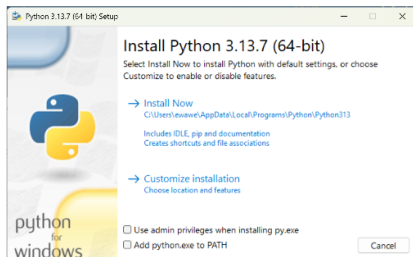 Python 3.13.7 (64-bit) Setup
Install Python 3.13.7 (64-bit)
Select Install Now to install Python with default settings, or choose
Customize to enable or disable features.
→ Install Now
C:\Users\ewawe\AppData\Local\Programs\Python\Python313
Includes IDLE, pip and documentation
Creates shortcuts and file associations
→ Customize installation
Choose location and features
python
for
windows
Use admin privileges when installing py.exe
Add python.exe to PATH
Cancel